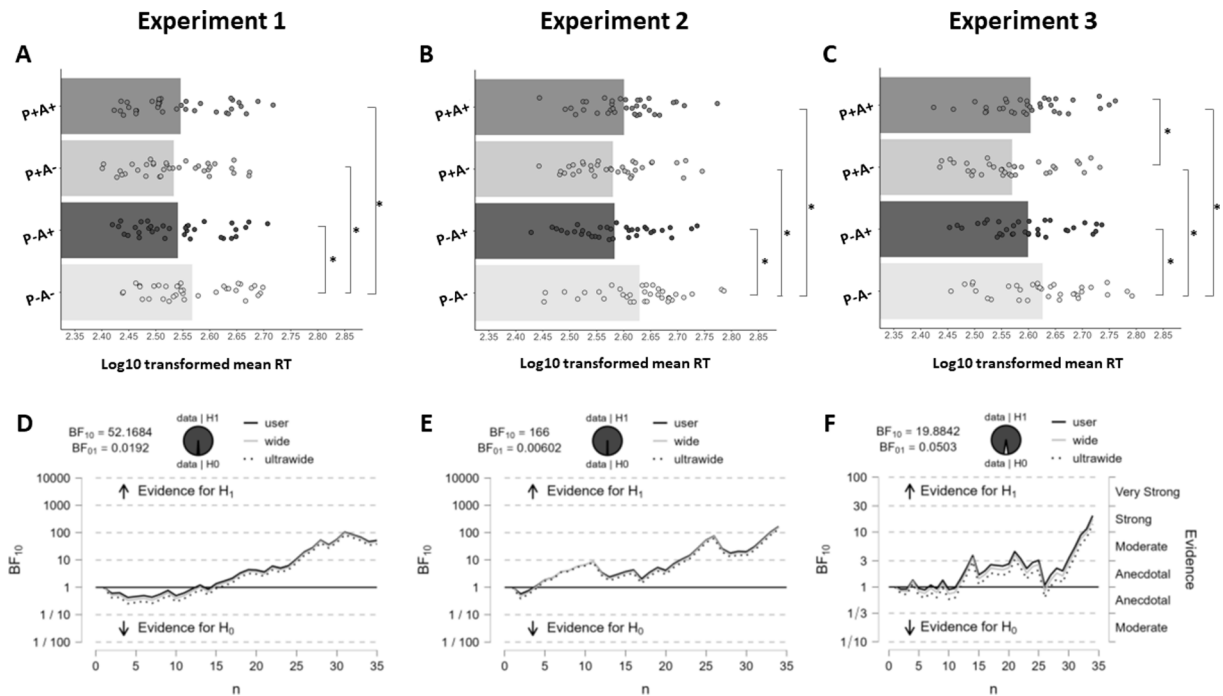 Experiment 1
Experiment 2
Experiment 3
A
P+A+
P+A-
P-A+
P-A-
*
*
*
2.35 2.40 2.45 2.50 2.55 2.60 2.65 2.70 2.75 2.80 2.85
Log10 transformed mean RT
B
P+A+
P+A-
P-A+
P-A-
*
*
*
2.35 2.40 2.45 2.50 2.55 2.60 2.65 2.70 2.75 2.80 2.85
Log10 transformed mean RT
C
P+A+
P+A-
P-A+
P-A-
*
*
*
*
2.35 2.40 2.45 2.50 2.55 2.60 2.65 2.70 2.75 2.80 2.85
Log10 transformed mean RT
D
BF10 = 52.1684
BF01 = 0.0192
data | H1
data | H0
user
wide
ultrawide
10000
1000
100
10
1
1 / 10
1 / 100
BF10
↑ Evidence for H1
↓ Evidence for H0
0 5 10 15 20 25 30 35
n
E
BF10 = 166
BF01 = 0.00602
data | H1
data | H0
user
wide
ultrawide
10000
1000
100
10
1
1 / 10
1 / 100
BF10
↑ Evidence for H1
↓ Evidence for H0
0 5 10 15 20 25 30 35
n
F
BF10 = 19.8842
BF01 = 0.0503
data | H1
data | H0
user
wide
ultrawide
100
30
10
3
1
1/3
1/10
BF10
↑ Evidence for H1
↓ Evidence for H0
Very Strong
Strong
Moderate
Anecdotal
Anecdotal
Moderate
Evidence
0 5 10 15 20 25 30 35
n